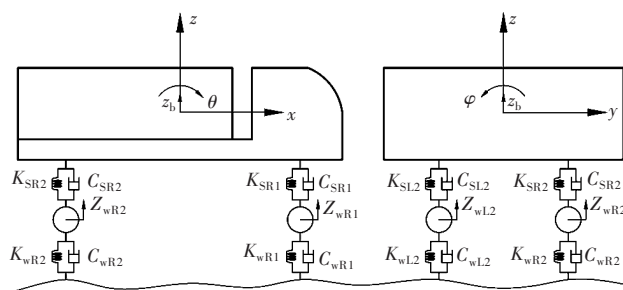 z z
z_b θ x φ z_b y
K_SR2 C_SR2 K_SR1 C_SR1 K_SL2 C_SL2 K_SR2 C_SR2
Z_wR2 Z_wR1 Z_wL2 Z_wR2
K_wR2 C_wR2 K_wR1 C_wR1 K_wL2 C_wL2 K_wR2 C_wR2